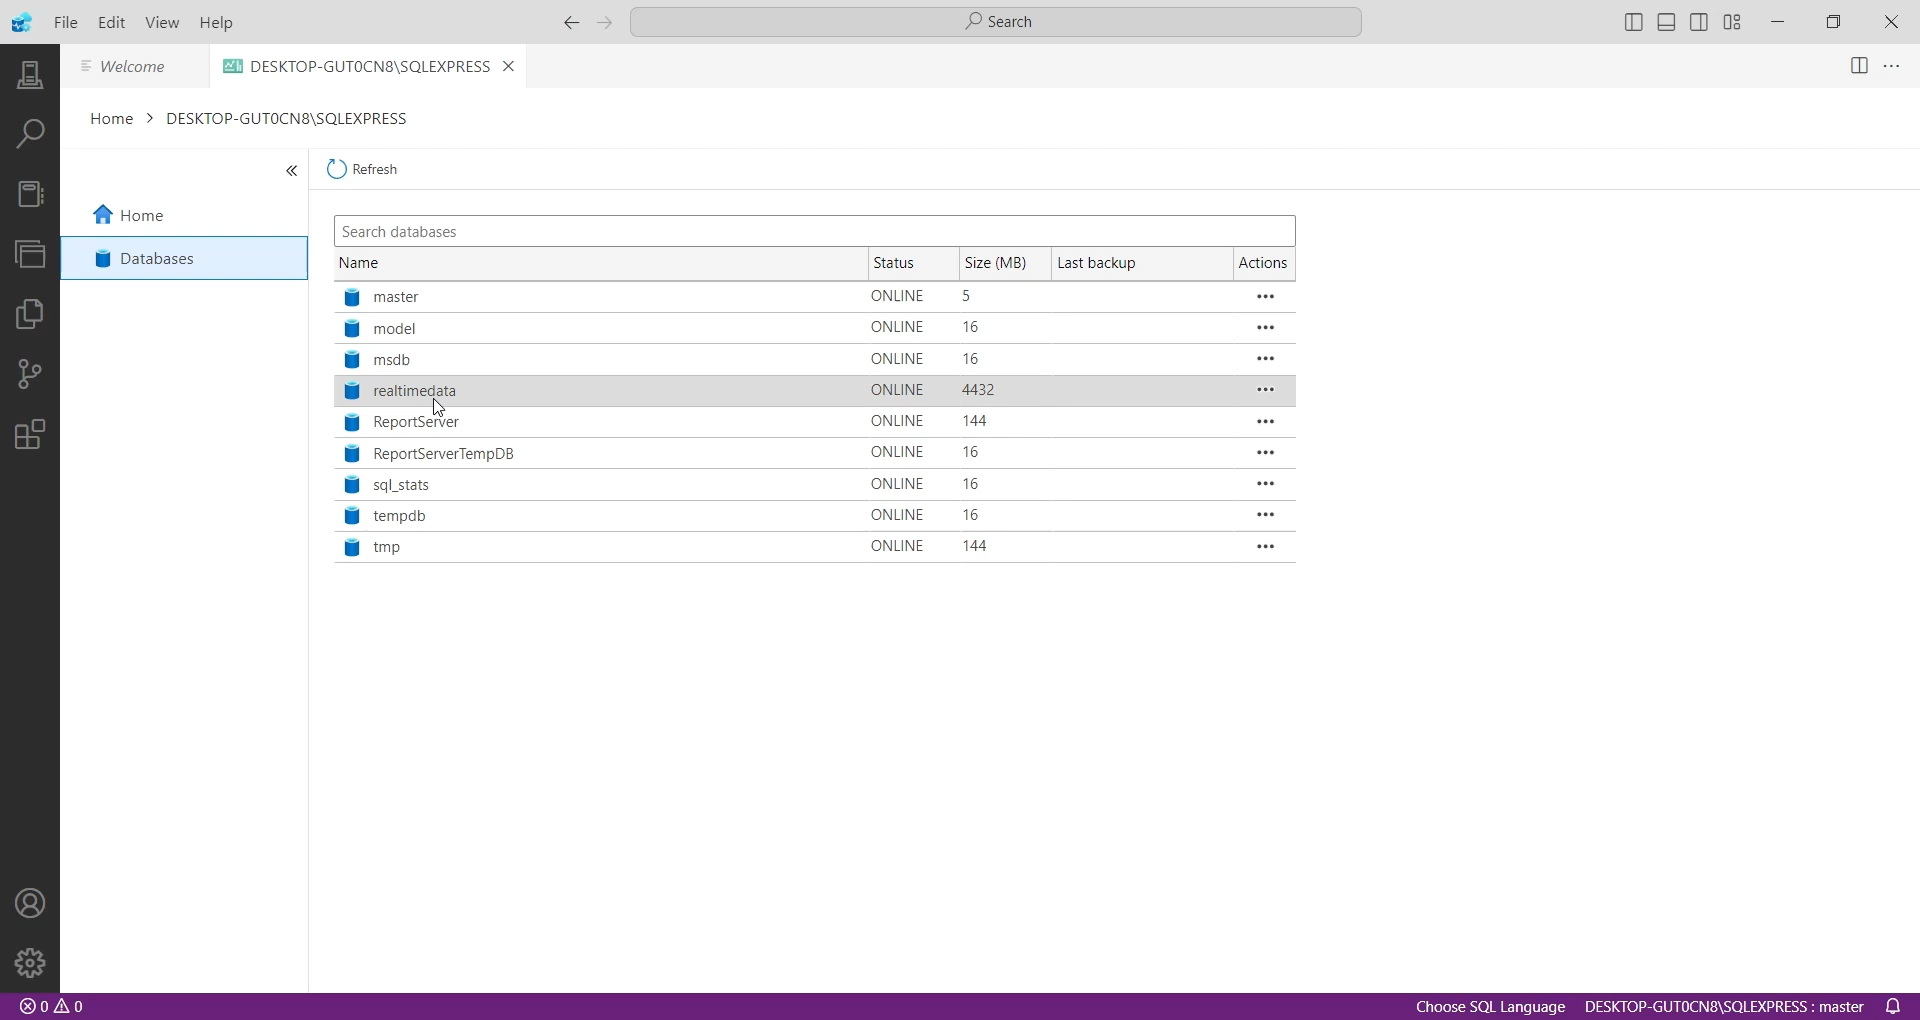 File Edit View Help Search
Welcome DESKTOP-GUT0CN8\SQLEXPRESS
Home > DESKTOP-GUT0CN8\SQLEXPRESS
Refresh
Home
Databases
Search databases
Name Status Size (MB) Last backup Actions
master ONLINE 5
model ONLINE 16
msdb ONLINE 16
realtimedata ONLINE 4432
ReportServer ONLINE 144
ReportServerTempDB ONLINE 16
sql_stats ONLINE 16
tempdb ONLINE 16
tmp ONLINE 144
0 0 Choose SQL Language DESKTOP-GUT0CN8\SQLEXPRESS : master